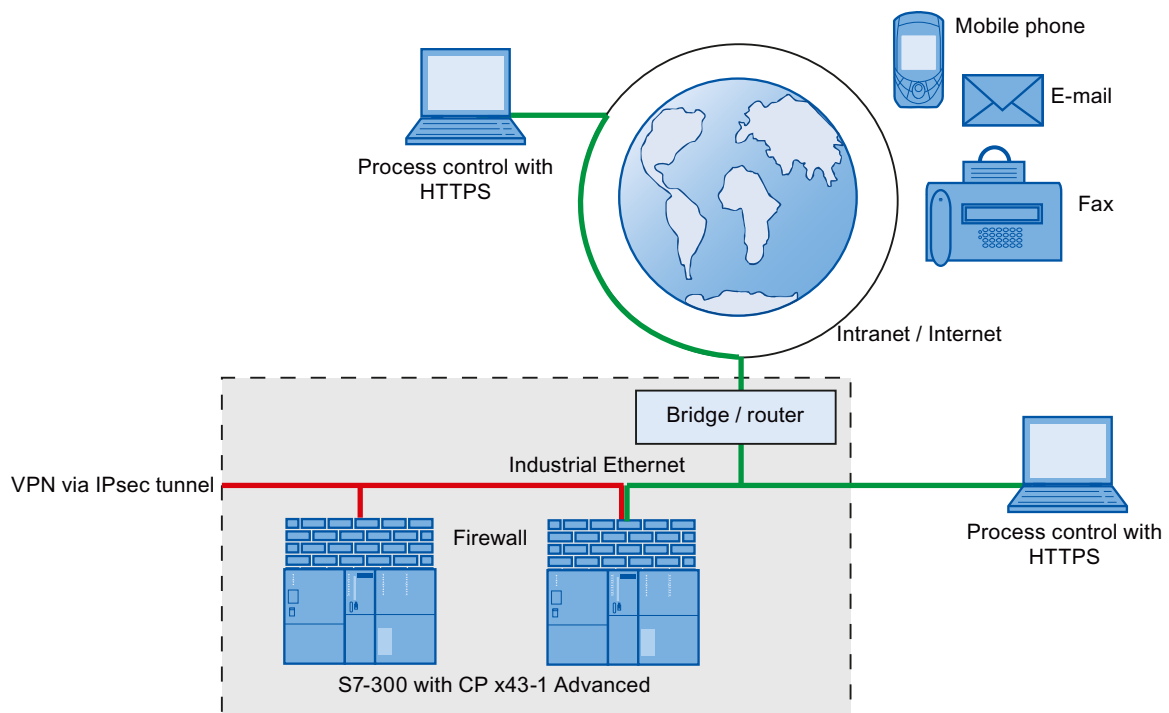 Mobile phone
E-mail
Process control with
HTTPS
Fax
Intranet / Internet
Bridge / router
Industrial Ethernet
VPN via IPsec tunnel
Firewall
Process control with
HTTPS
S7-300 with CP x43-1 Advanced